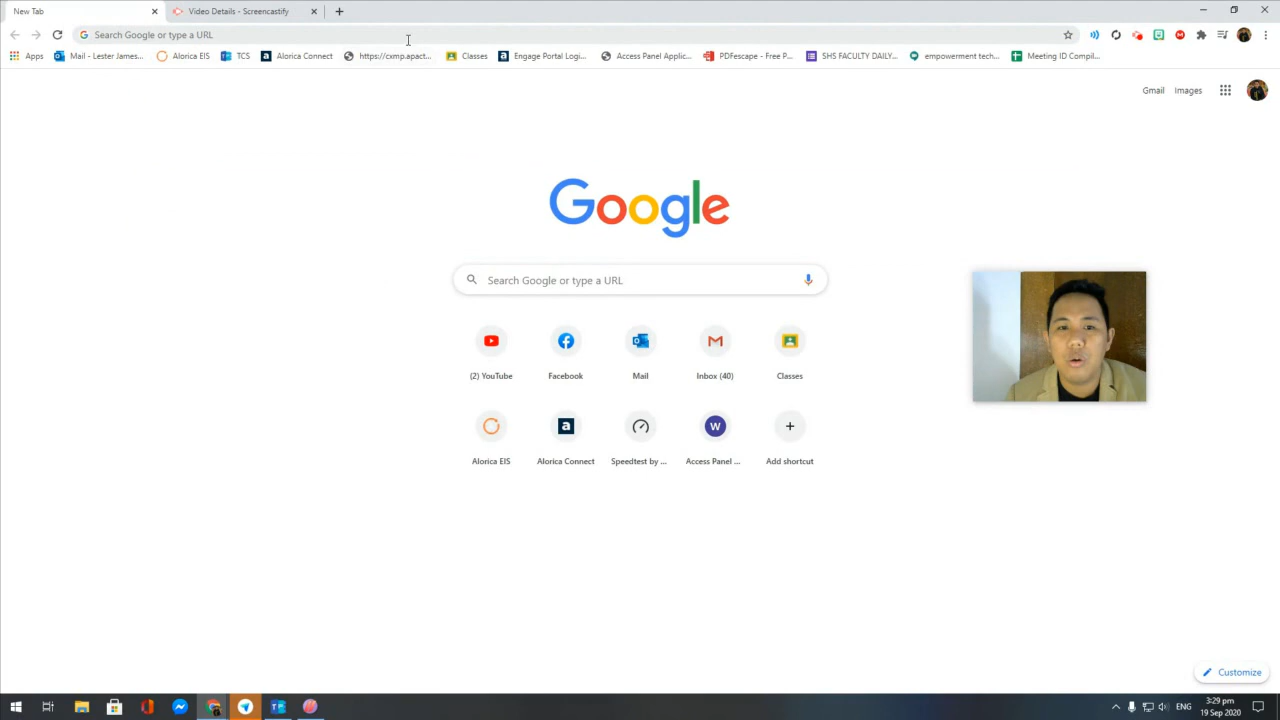 New Tab
Video Details - Screencastify
Search Google or type a URL
Apps
Mail - Lester James...
Alorica EIS
TCS
Alorica Connect
https://cxmp.apact...
Classes
Engage Portal Logi...
Access Panel Applic...
PDFescape - Free P...
SHS FACULTY DAILY...
empowerment tech...
Meeting ID Compil...
Gmail
Images
Google
Search Google or type a URL
(2) YouTube
Facebook
Mail
Inbox (40)
Classes
a
W
Alorica EIS
Alorica Connect
Speedtest by ...
Access Panel ...
Add shortcut
Customize
ENG
3:29 pm
19 Sep 2020